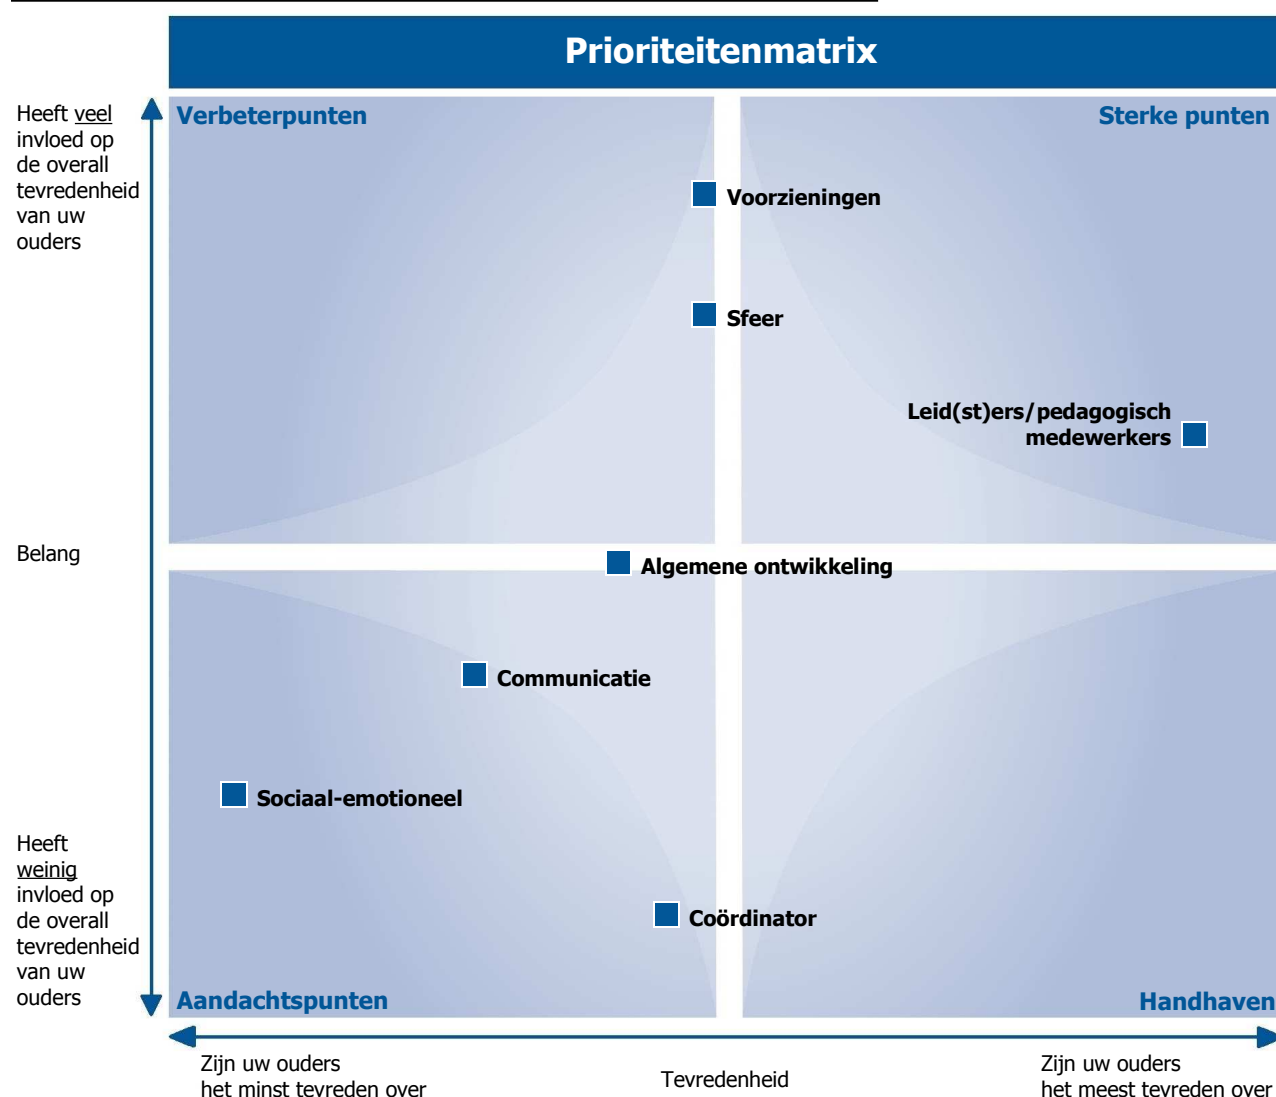 Prioriteitenmatrix
Heeft veel
invloed op
de overall
tevredenheid
van uw
ouders
Verbeterpunten
Sterke punten
Voorzieningen
Sfeer
Leid(st)ers/pedagogisch
medewerkers
Belang
Algemene ontwikkeling
Communicatie
Sociaal-emotioneel
Coördinator
Heeft
weinig
invloed op
de overall
tevredenheid
van uw
ouders
Aandachtspunten
Handhaven
Zijn uw ouders
het minst tevreden over
Tevredenheid
Zijn uw ouders
het meest tevreden over